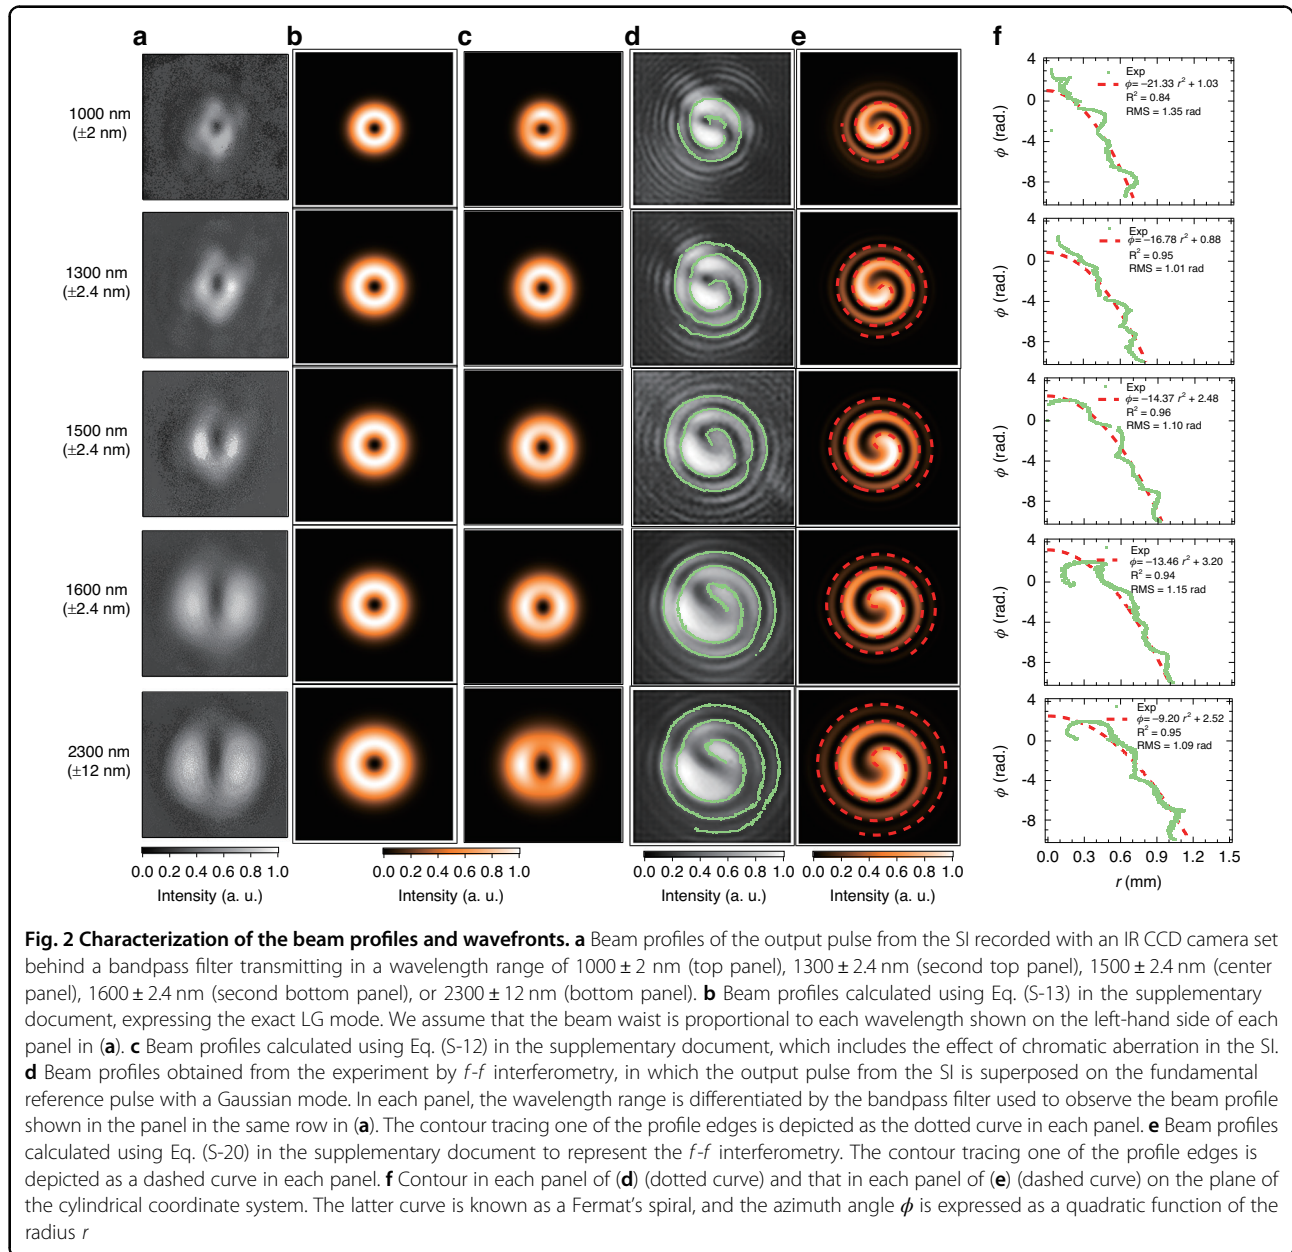 a b c d e f
1000 nm
(±2 nm)
4
0
-4
-8
ϕ (rad.)
Exp
ϕ= −21.33 r² + 1.03
R² = 0.84
RMS = 1.35 rad
1300 nm
(±2.4 nm)
4
0
-4
-8
ϕ (rad.)
Exp
ϕ= −16.78 r² + 0.88
R² = 0.95
RMS = 1.01 rad
1500 nm
(±2.4 nm)
4
0
-4
-8
ϕ (rad.)
Exp
ϕ= −14.37 r² + 2.48
R² = 0.96
RMS = 1.10 rad
1600 nm
(±2.4 nm)
4
0
-4
-8
ϕ (rad.)
Exp
ϕ= −13.46 r² + 3.20
R² = 0.94
RMS = 1.15 rad
2300 nm
(±12 nm)
4
0
-4
-8
ϕ (rad.)
Exp
ϕ= −9.20 r² + 2.52
R² = 0.95
RMS = 1.09 rad
0.0 0.3 0.6 0.9 1.2 1.5
r (mm)
0.0 0.4 0.8 1.0
Intensity (a. u.)
0.0 0.4 0.8 1.0
Intensity (a. u.)
0.0 0.4 0.8 1.0
Intensity (a. u.)
0.0 0.4 0.8 1.0
Intensity (a. u.)
Fig. 2 Characterization of the beam profiles and wavefronts. a Beam profiles of the output pulse from the SI recorded with an IR CCD camera set
behind a bandpass filter transmitting in a wavelength range of 1000 ± 2 nm (top panel), 1300 ± 2.4 nm (second top panel), 1500 ± 2.4 nm (center
panel), 1600 ± 2.4 nm (second bottom panel), or 2300 ± 12 nm (bottom panel). b Beam profiles calculated using Eq. (S-13) in the supplementary
document, expressing the exact LG mode. We assume that the beam waist is proportional to each wavelength shown on the left-hand side of each
panel in (a). c Beam profiles calculated using Eq. (S-12) in the supplementary document, which includes the effect of chromatic aberration in the SI.
d Beam profiles obtained from the experiment by f-f interferometry, in which the output pulse from the SI is superposed on the fundamental
reference pulse with a Gaussian mode. In each panel, the wavelength range is differentiated by the bandpass filter used to observe the beam profile
shown in the panel in the same row in (a). The contour tracing one of the profile edges is depicted as the dotted curve in each panel. e Beam profiles
calculated using Eq. (S-20) in the supplementary document to represent the f-f interferometry. The contour tracing one of the profile edges is
depicted as a dashed curve in each panel. f Contour in each panel of (d) (dotted curve) and that in each panel of (e) (dashed curve) on the plane of
the cylindrical coordinate system. The latter curve is known as a Fermat's spiral, and the azimuth angle ϕ is expressed as a quadratic function of the
radius r